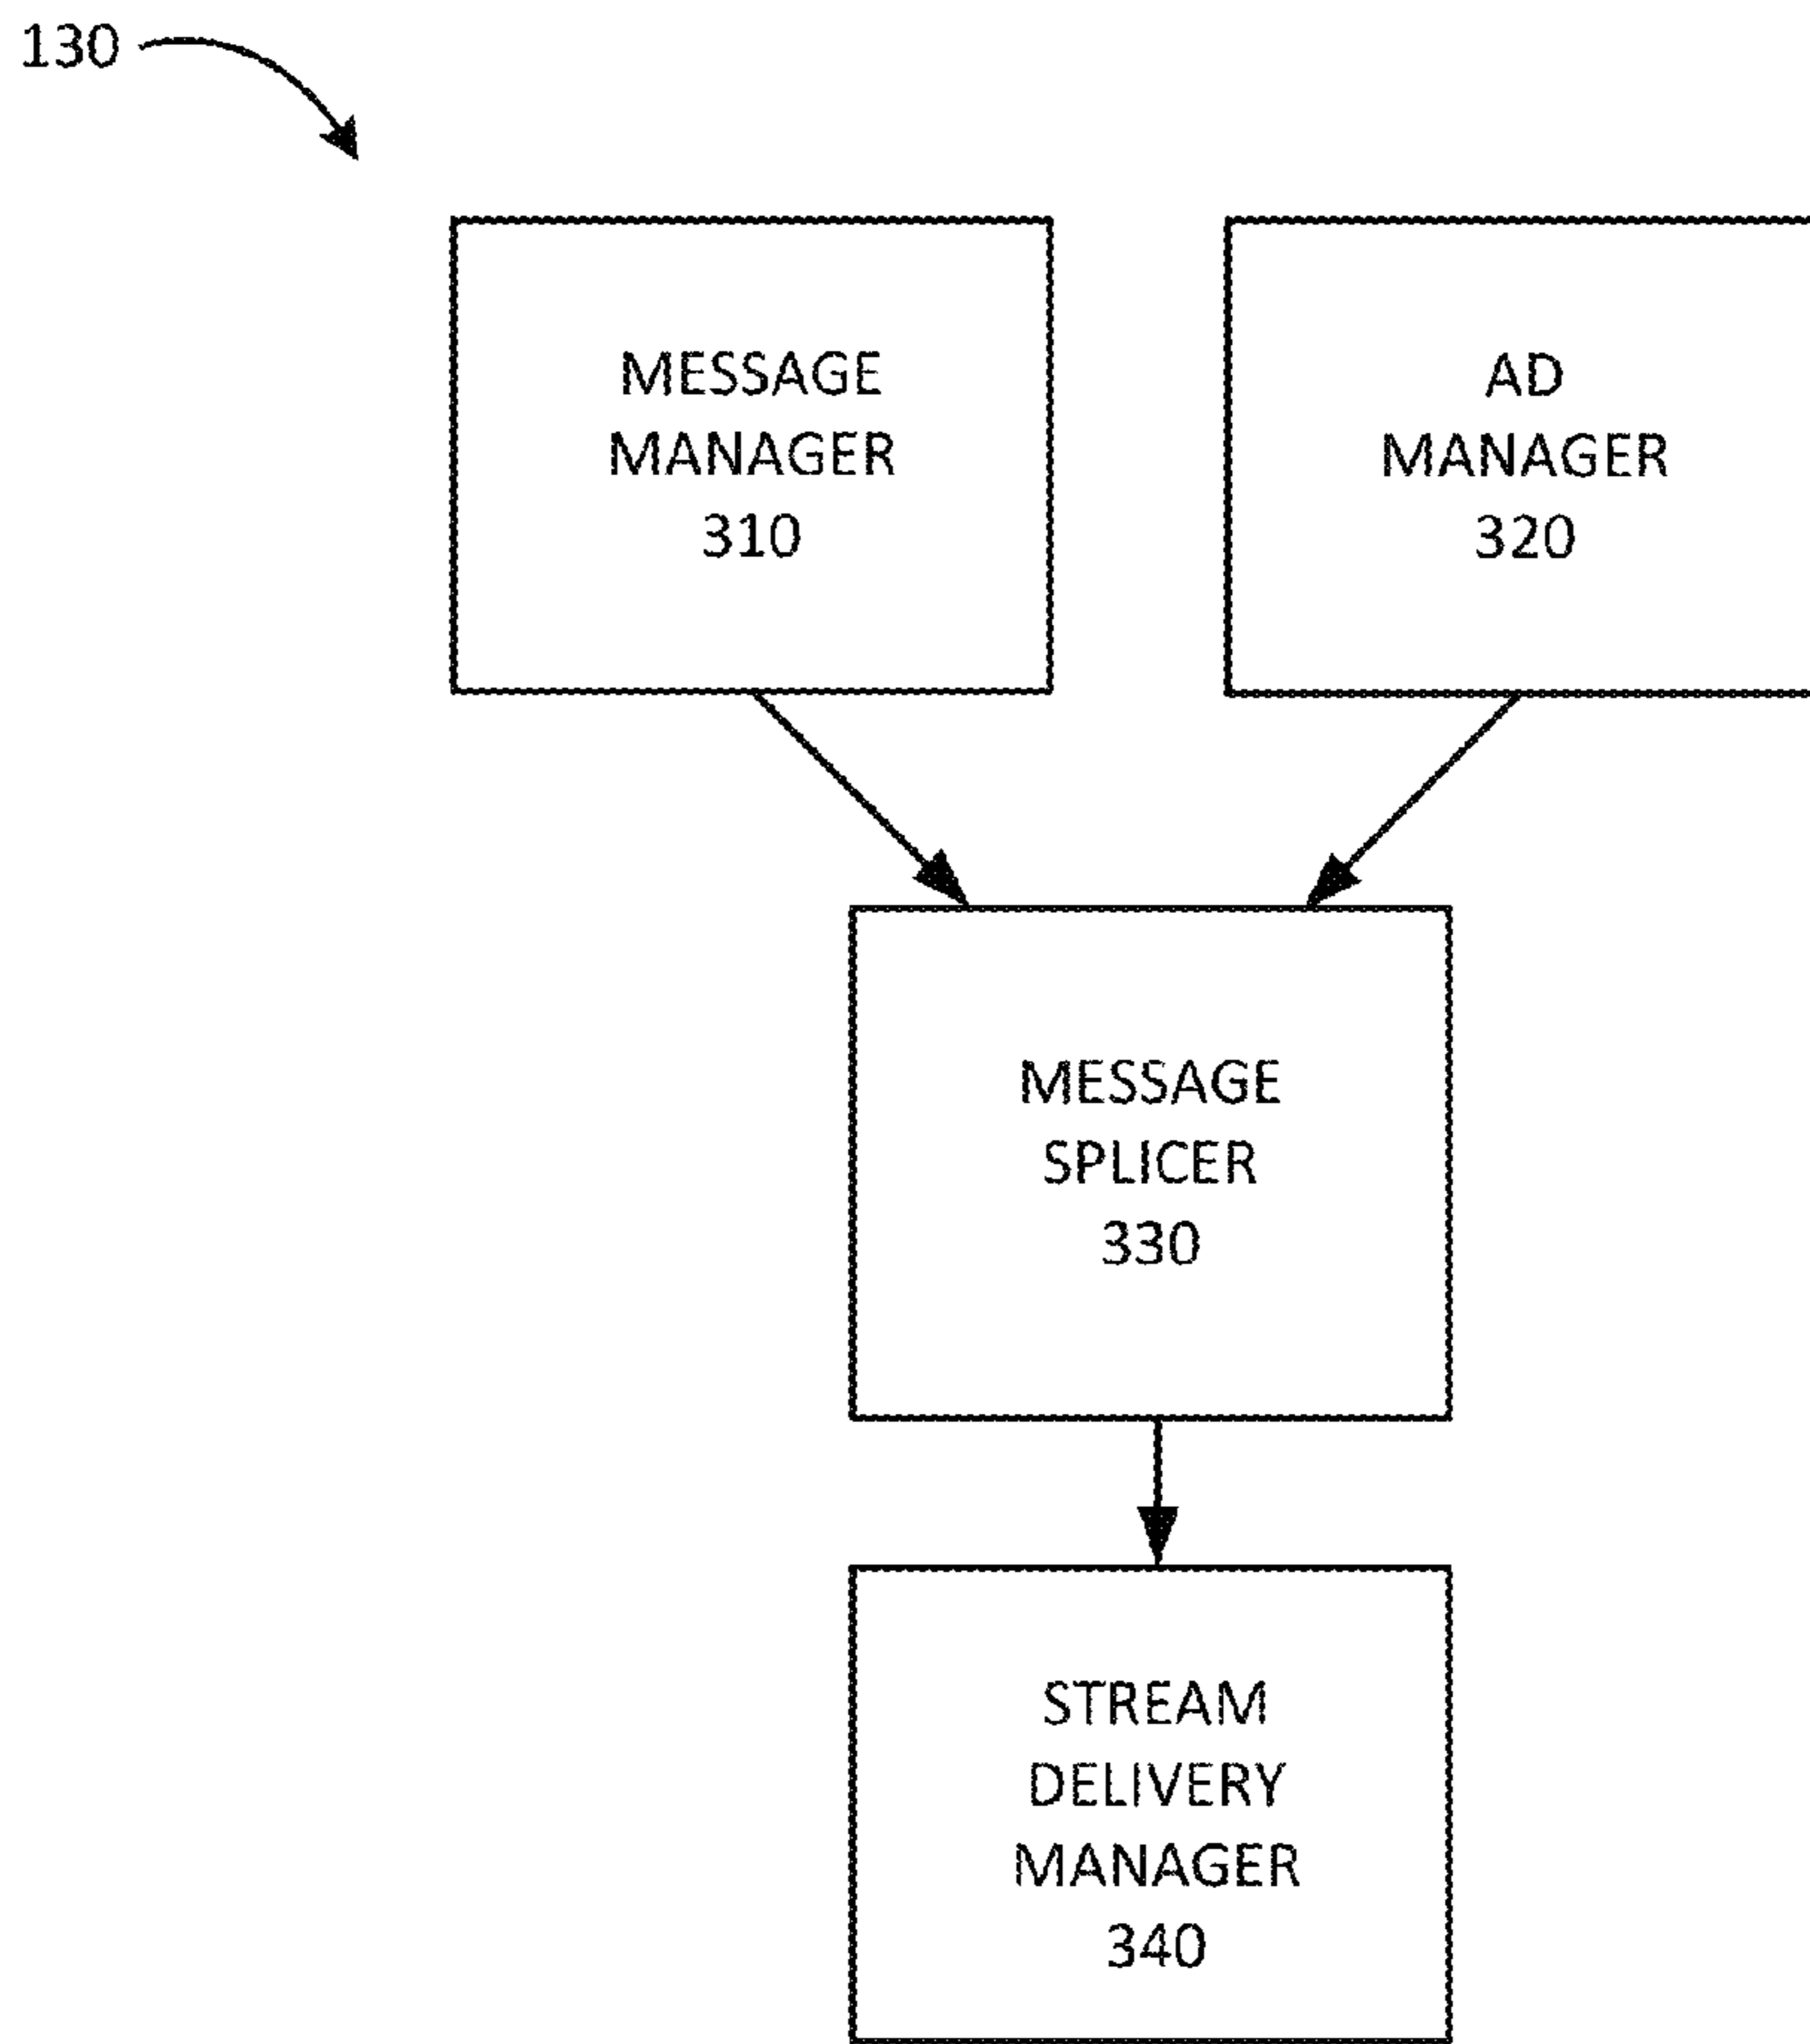 130
MESSAGE
MANAGER
310
AD
MANAGER
320
MESSAGE
SPLICER
330
STREAM
DELIVERY
MANAGER
340